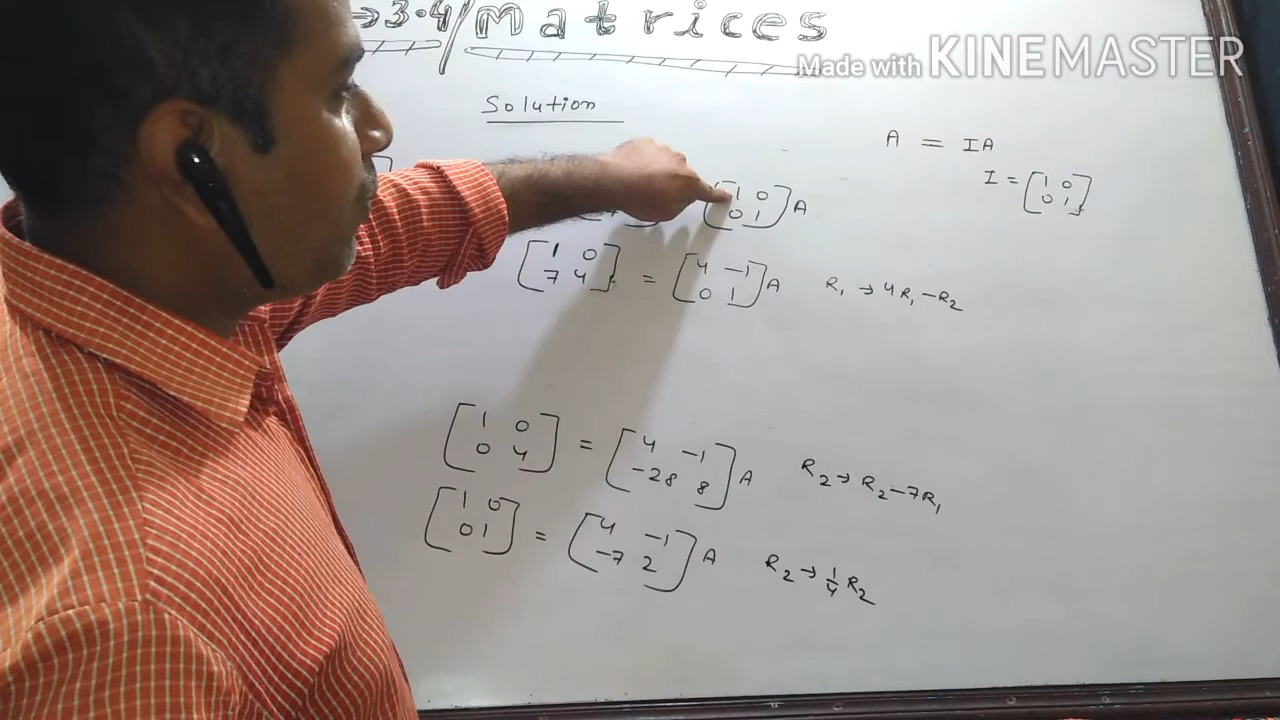 →3.4/Matrices
Made with KINEMASTER
Solution
A = IA
I = [1 0
0 1]
[1 0
0 1] A
[1 0
7 4] = [4 -1
0 1] A R₁ → 4R₁-R₂
[1 0
0 4] = [4 -1
-28 8] A R₂ → R₂-7R₁
[1 0
0 1] = [4 -1
-7 2] A R₂ → 1/4 R₂